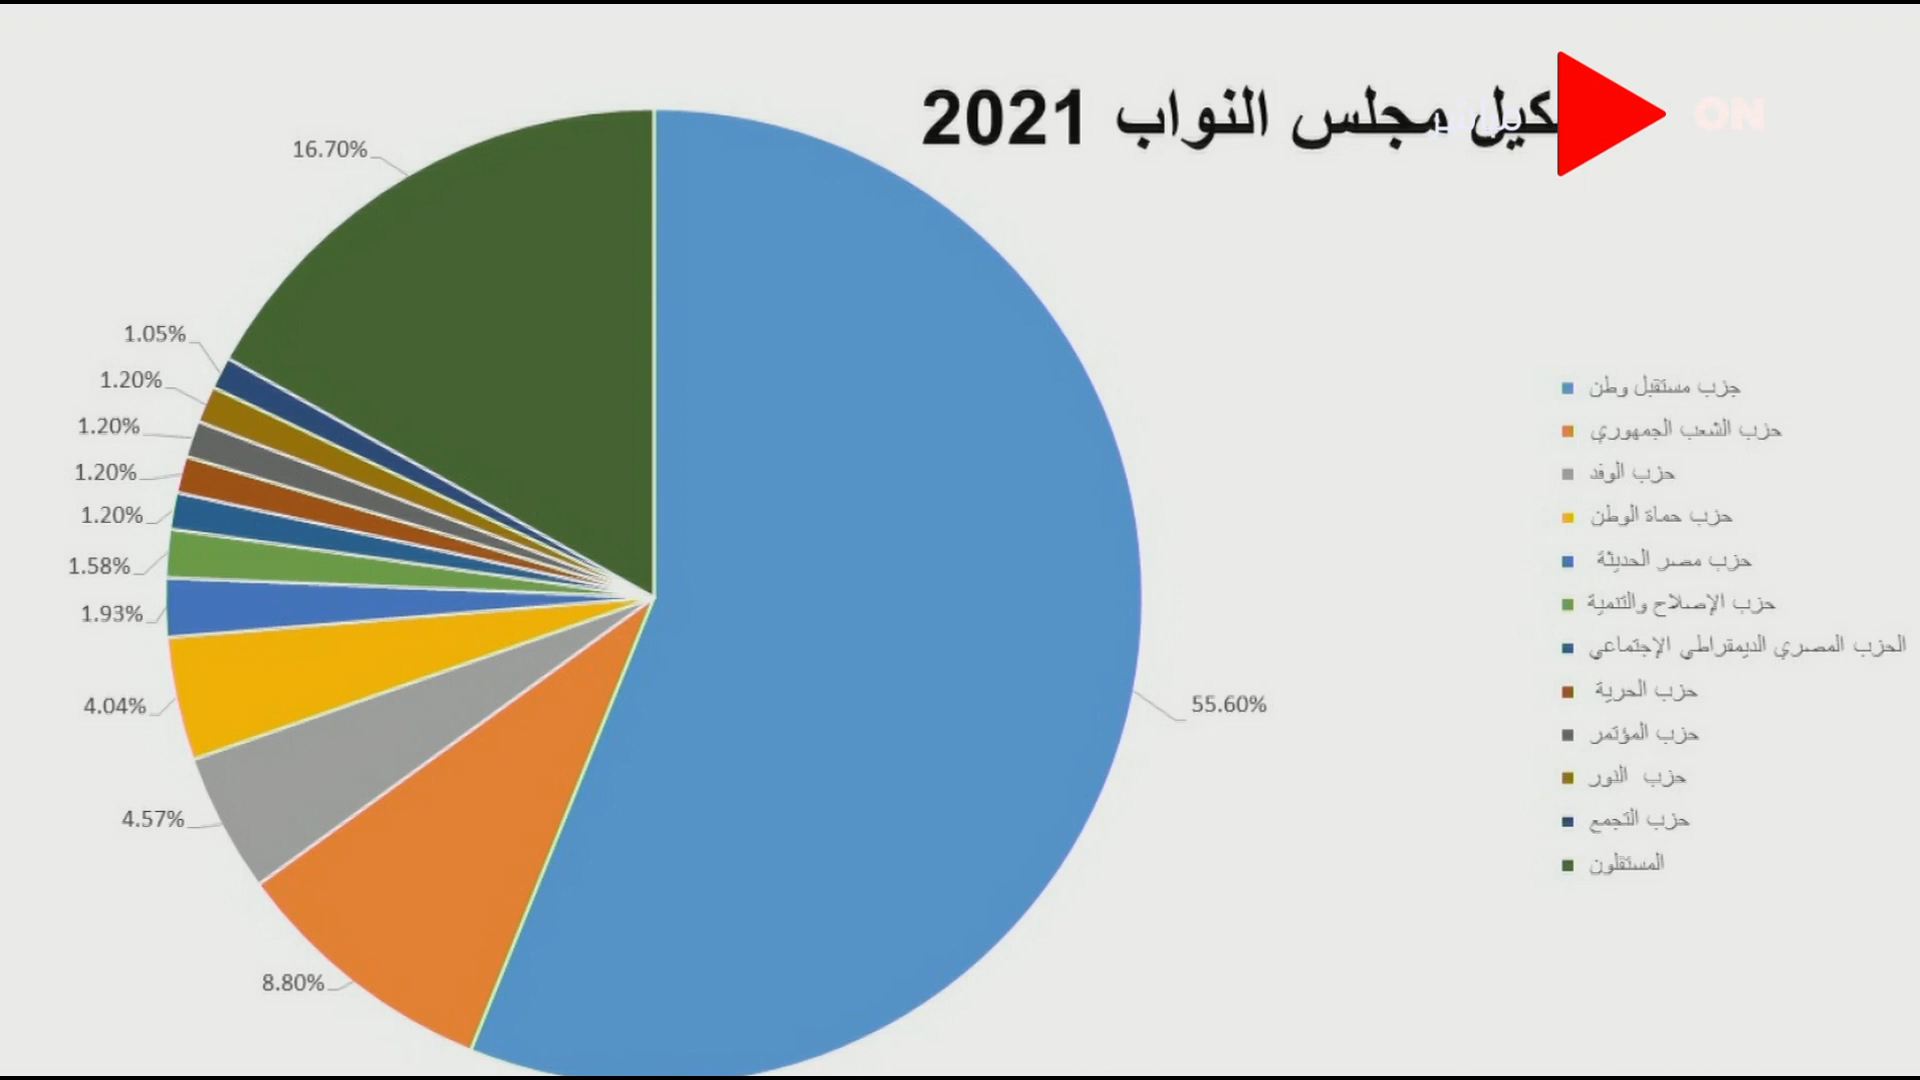 كيل مجلس النواب 2021
ON
مباشر
16.70%
1.05%
1.20%
1.20%
1.20%
1.20%
1.58%
1.93%
4.04%
4.57%
8.80%
55.60%
حزب مستقبل وطن
حزب الشعب الجمهوري
حزب الوفد
حزب حماة الوطن
حزب مصر الحديثة
حزب الإصلاح والتنمية
الحزب المصري الديمقراطي الإجتماعي
حزب الحرية
حزب المؤتمر
حزب النور
حزب التجمع
المستقلون